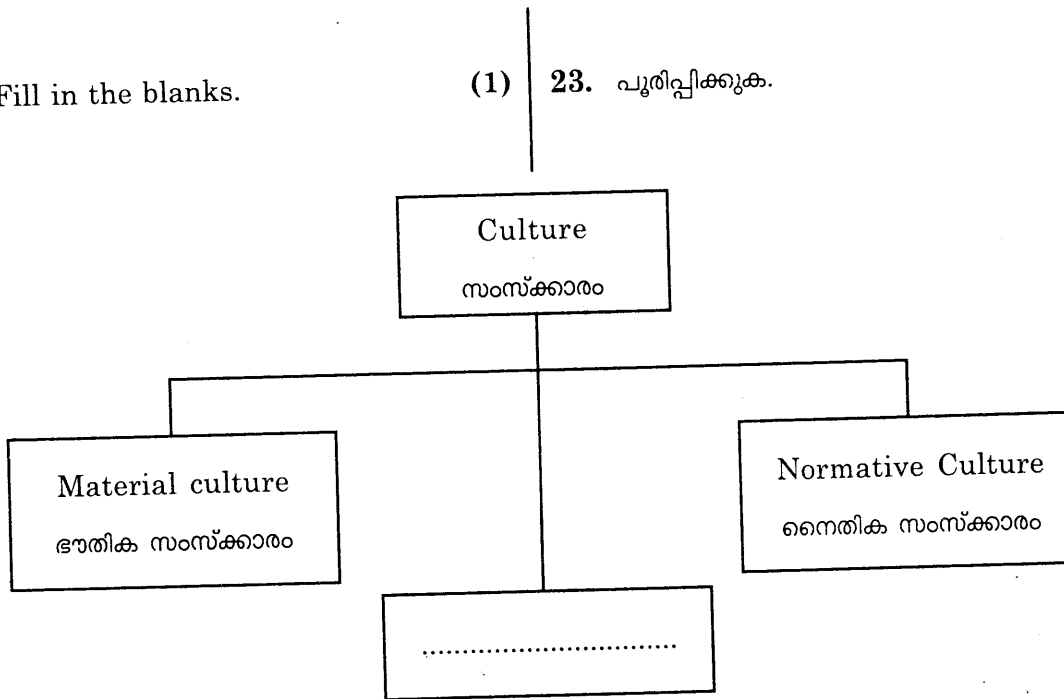 Fill in the blanks. (1)
23. പൂരിപ്പിക്കുക.
Culture
സംസ്ക്കാരം
Material culture
ഭൗതിക സംസ്ക്കാരം
Normative Culture
നൈതിക സംസ്ക്കാരം
................................